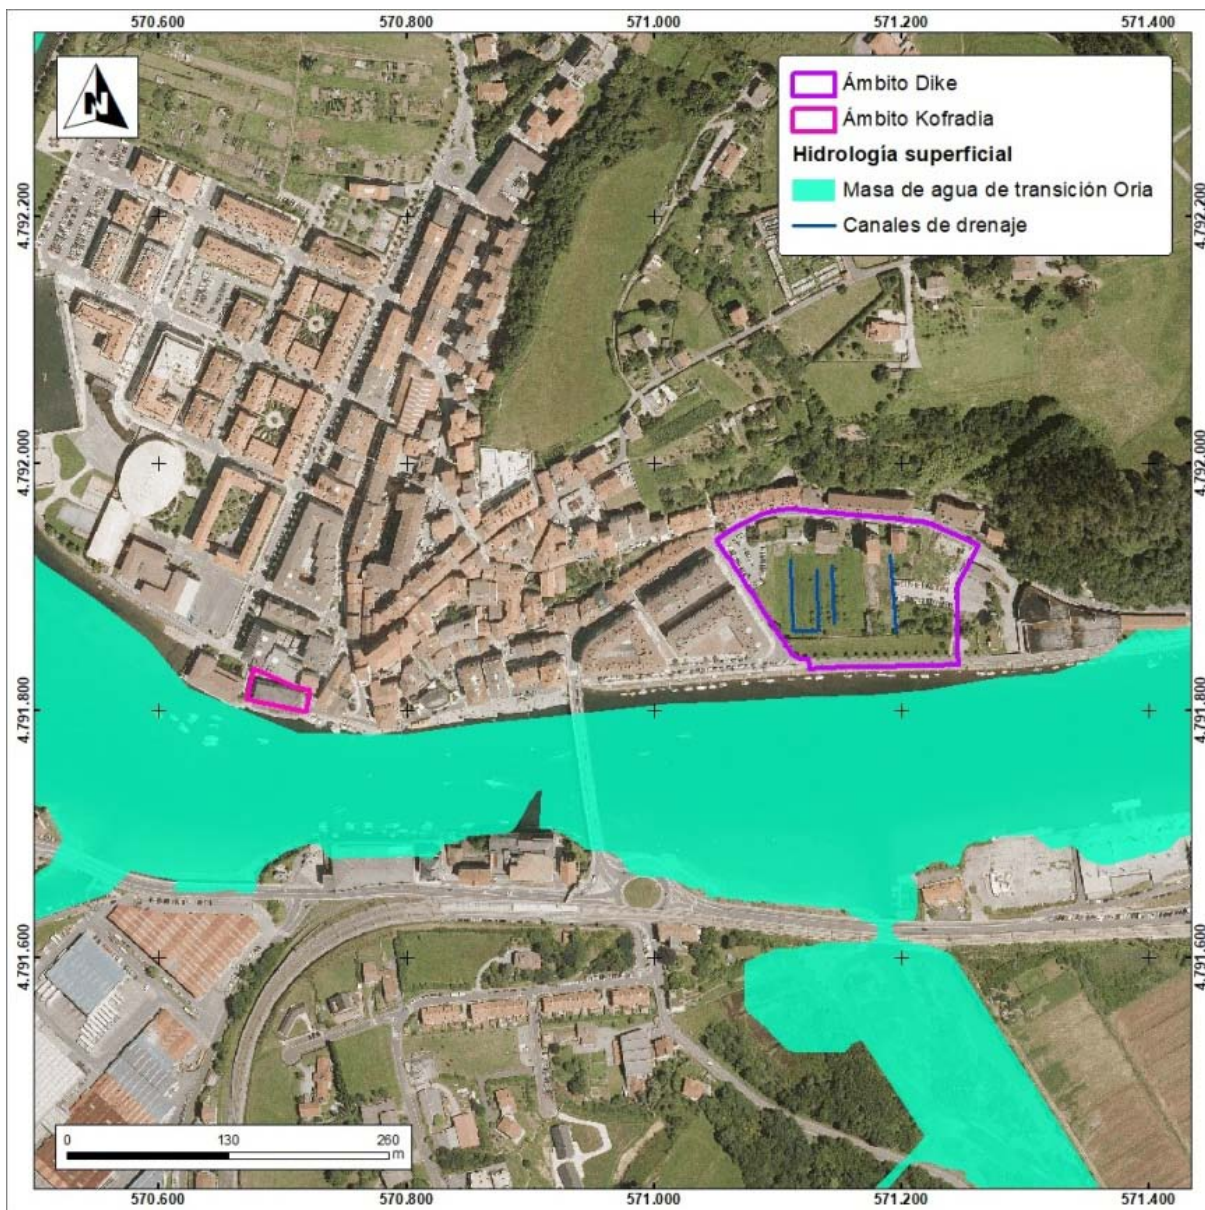 570.600 570.800 571.000 571.200 571.400
N
Ámbito Dike
Ámbito Kofradia
Hidrología superficial
Masa de agua de transición Oria
Canales de drenaje
4.792.200 4.792.200
4.792.000 4.792.000
4.791.800 4.791.800
4.791.600 4.791.600
0 130 260
m
570.600 570.800 571.000 571.200 571.400